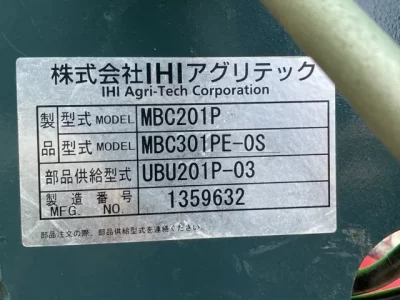 株式会社IHIアグリテック
IHI Agri-Tech Corporation
製 型式 MODEL MBC201P
品 型式 MODEL MBC301PE-0S
部品供給型式 UBU201P-03
製造番号 MFG. NO. 1359632
部品注文の際、部品供給型式を連絡ください。